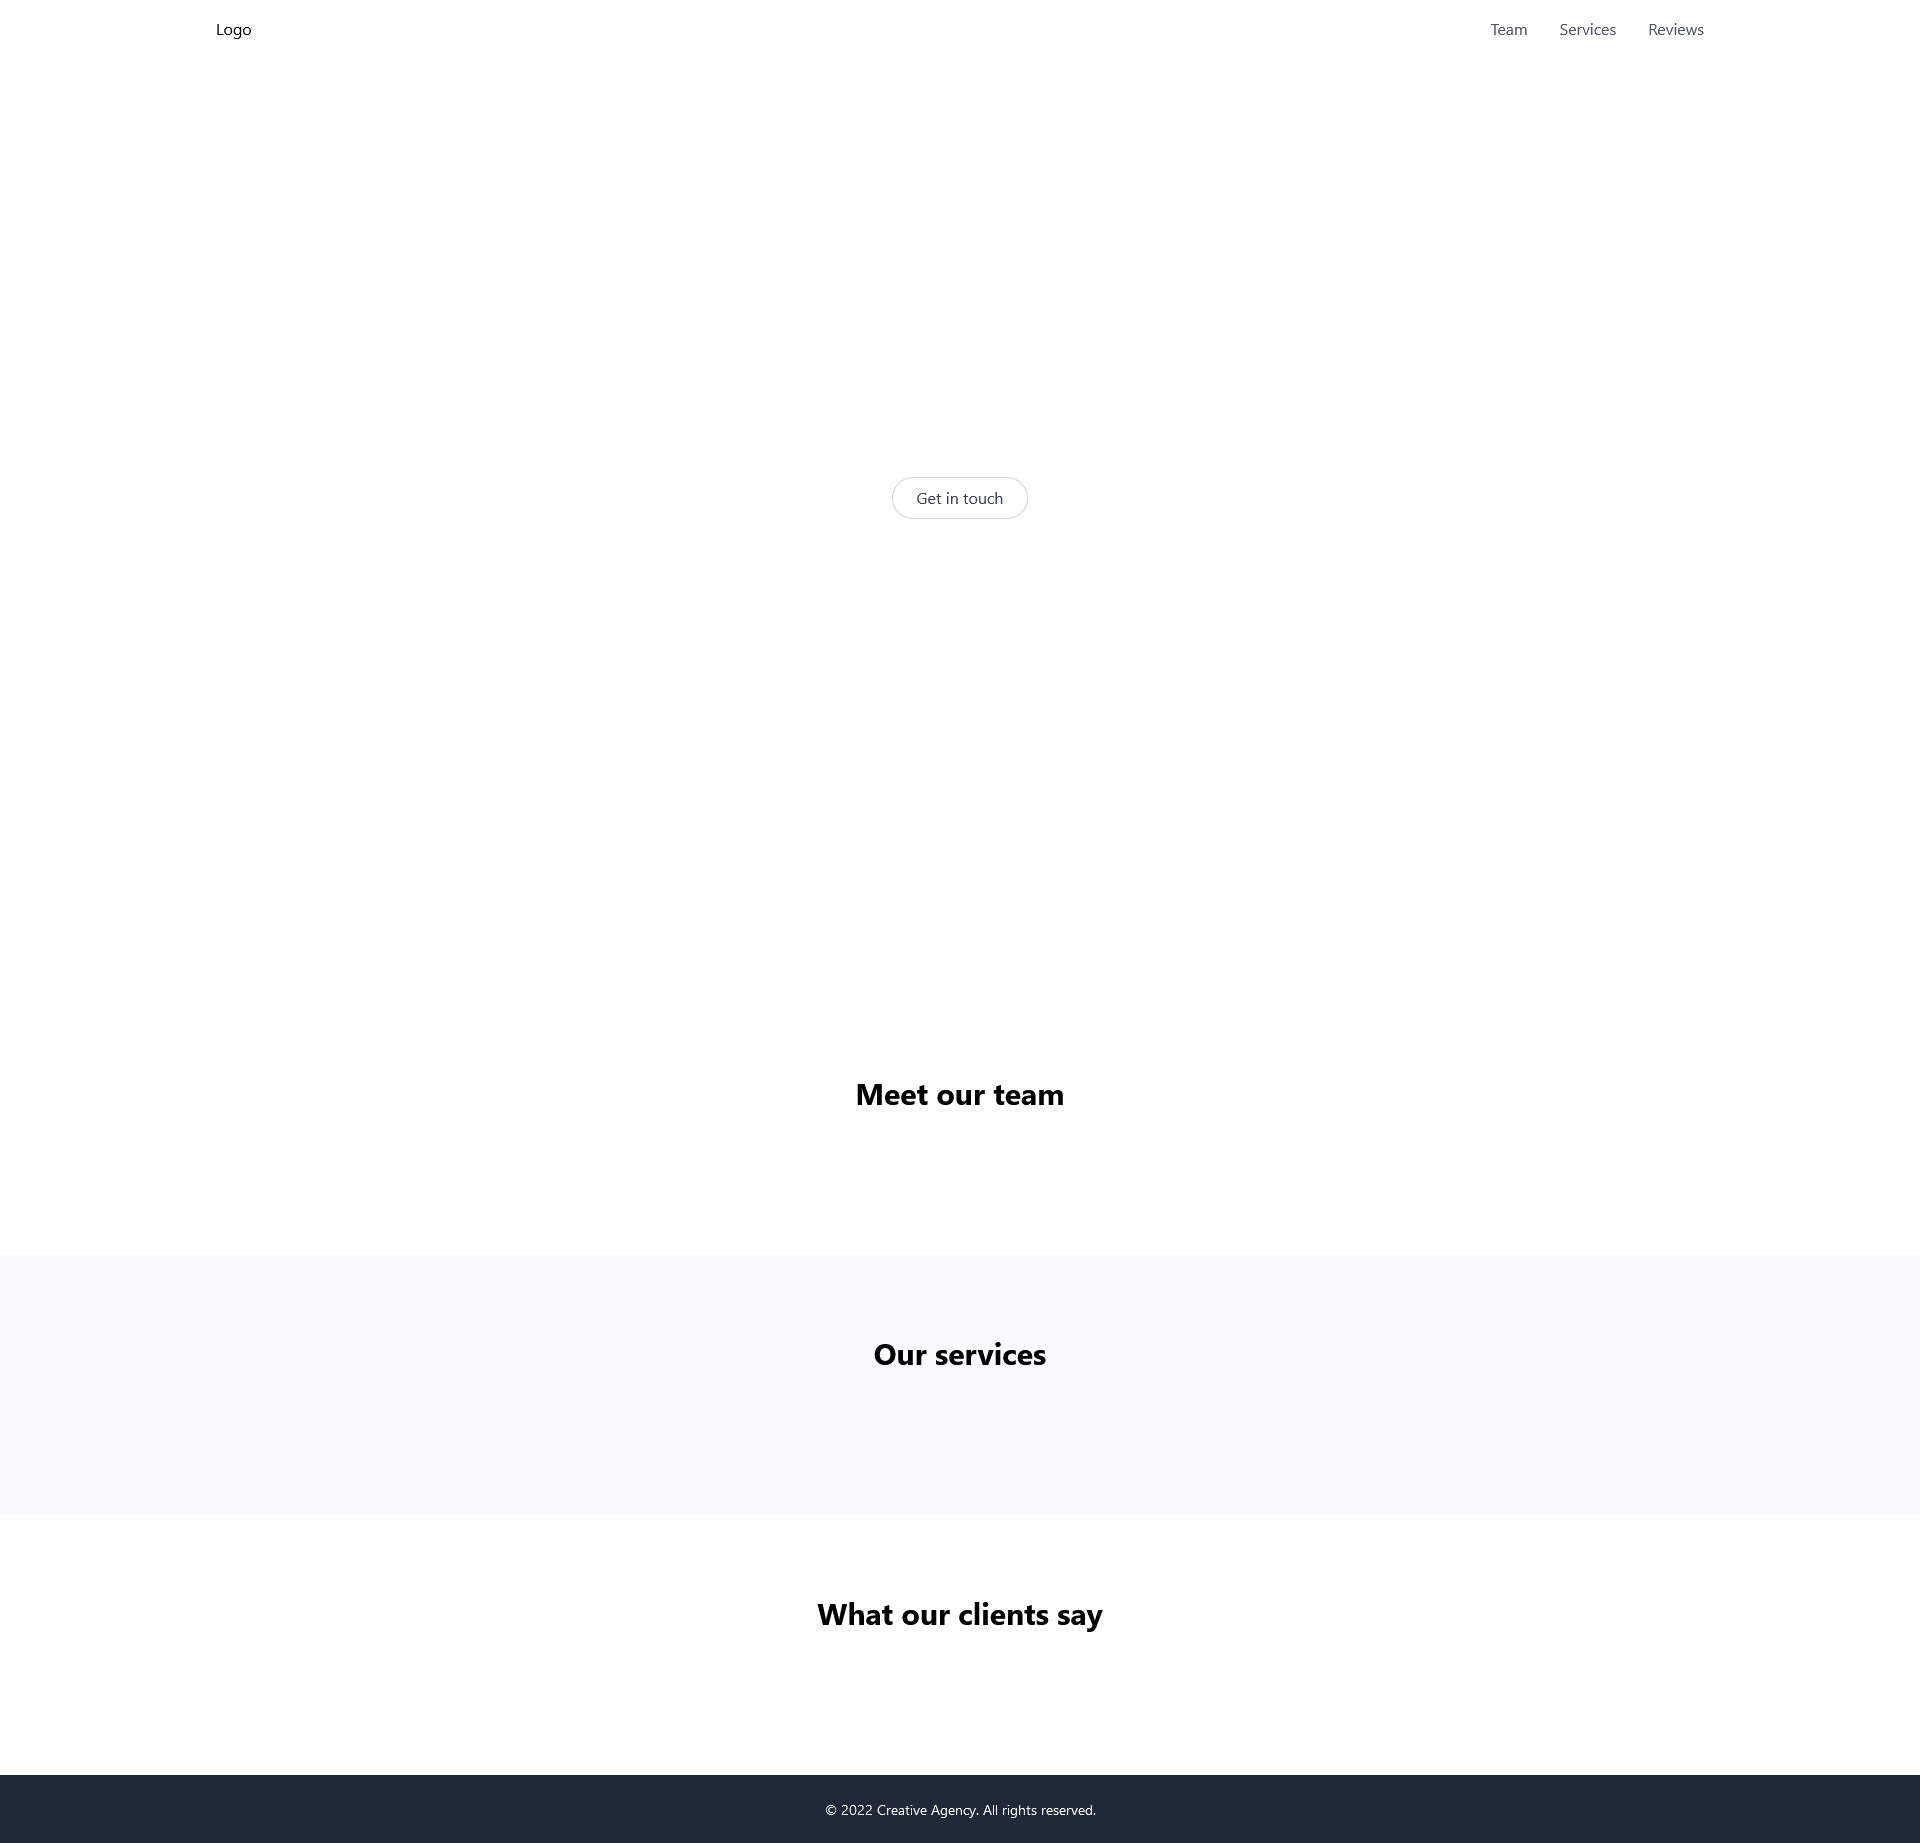 Logo
Team Services Reviews
Get in touch
Meet our team
Our services
What our clients say
© 2022 Creative Agency. All rights reserved.